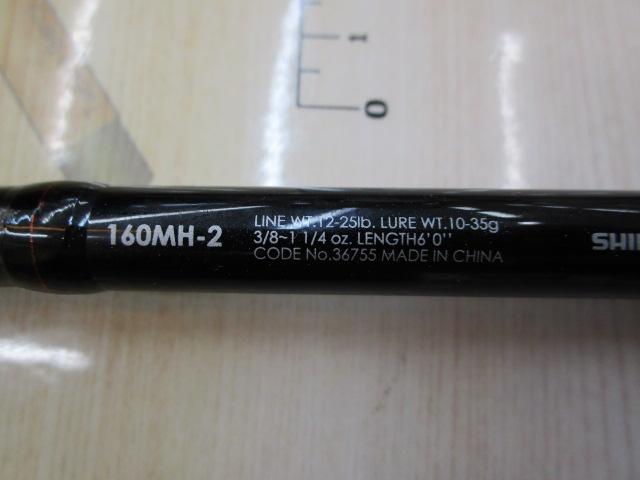 1
0
160MH-2
LINE WT.12-25lb. LURE WT.10-35g
3/8~1 1/4 oz. LENGTH6'0"
CODE No.36755 MADE IN CHINA